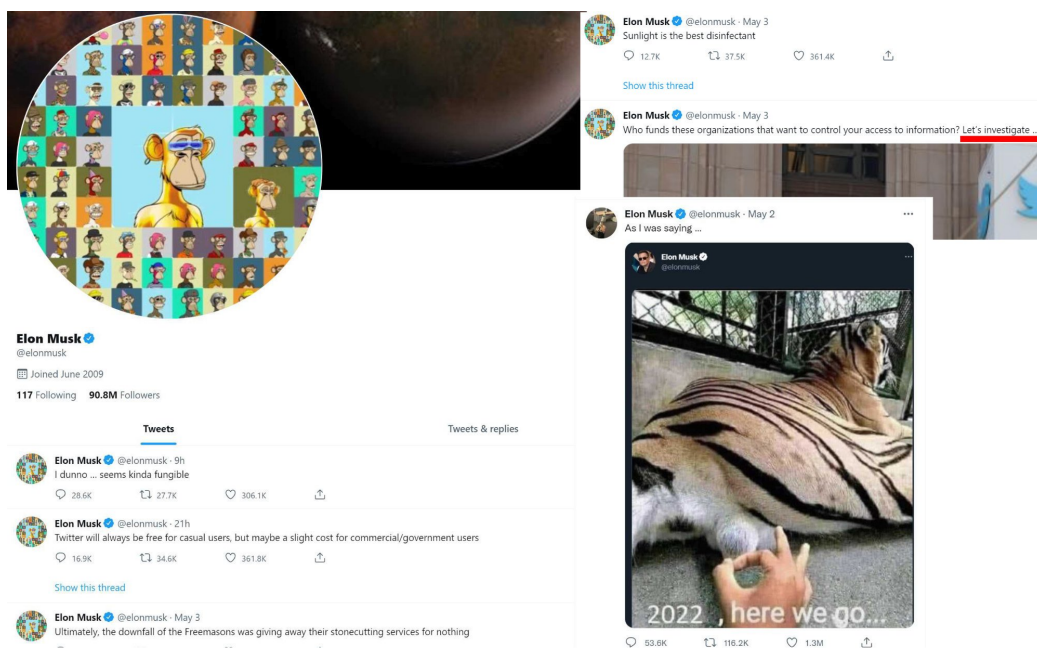 Elon Musk
@elonmusk
Joined June 2009
117 Following 90.8M Followers
Tweets Tweets & replies
Elon Musk @elonmusk · 9h
I dunno ... seems kinda fungible
28.6K 27.7K 306.1K
Elon Musk @elonmusk · 21h
Twitter will always be free for casual users, but maybe a slight cost for commercial/government users
16.9K 34.6K 361.8K
Show this thread
Elon Musk @elonmusk · May 3
Ultimately, the downfall of the Freemasons was giving away their stonecutting services for nothing
Elon Musk @elonmusk · May 3
Sunlight is the best disinfectant
12.7K 37.5K 361.4K
Show this thread
Elon Musk @elonmusk · May 3
Who funds these organizations that want to control your access to information? Let's investigate ...
Elon Musk @elonmusk · May 2
As I was saying ...
Elon Musk
@elonmusk
2022 , here we go...
53.6K 116.2K 1.3M